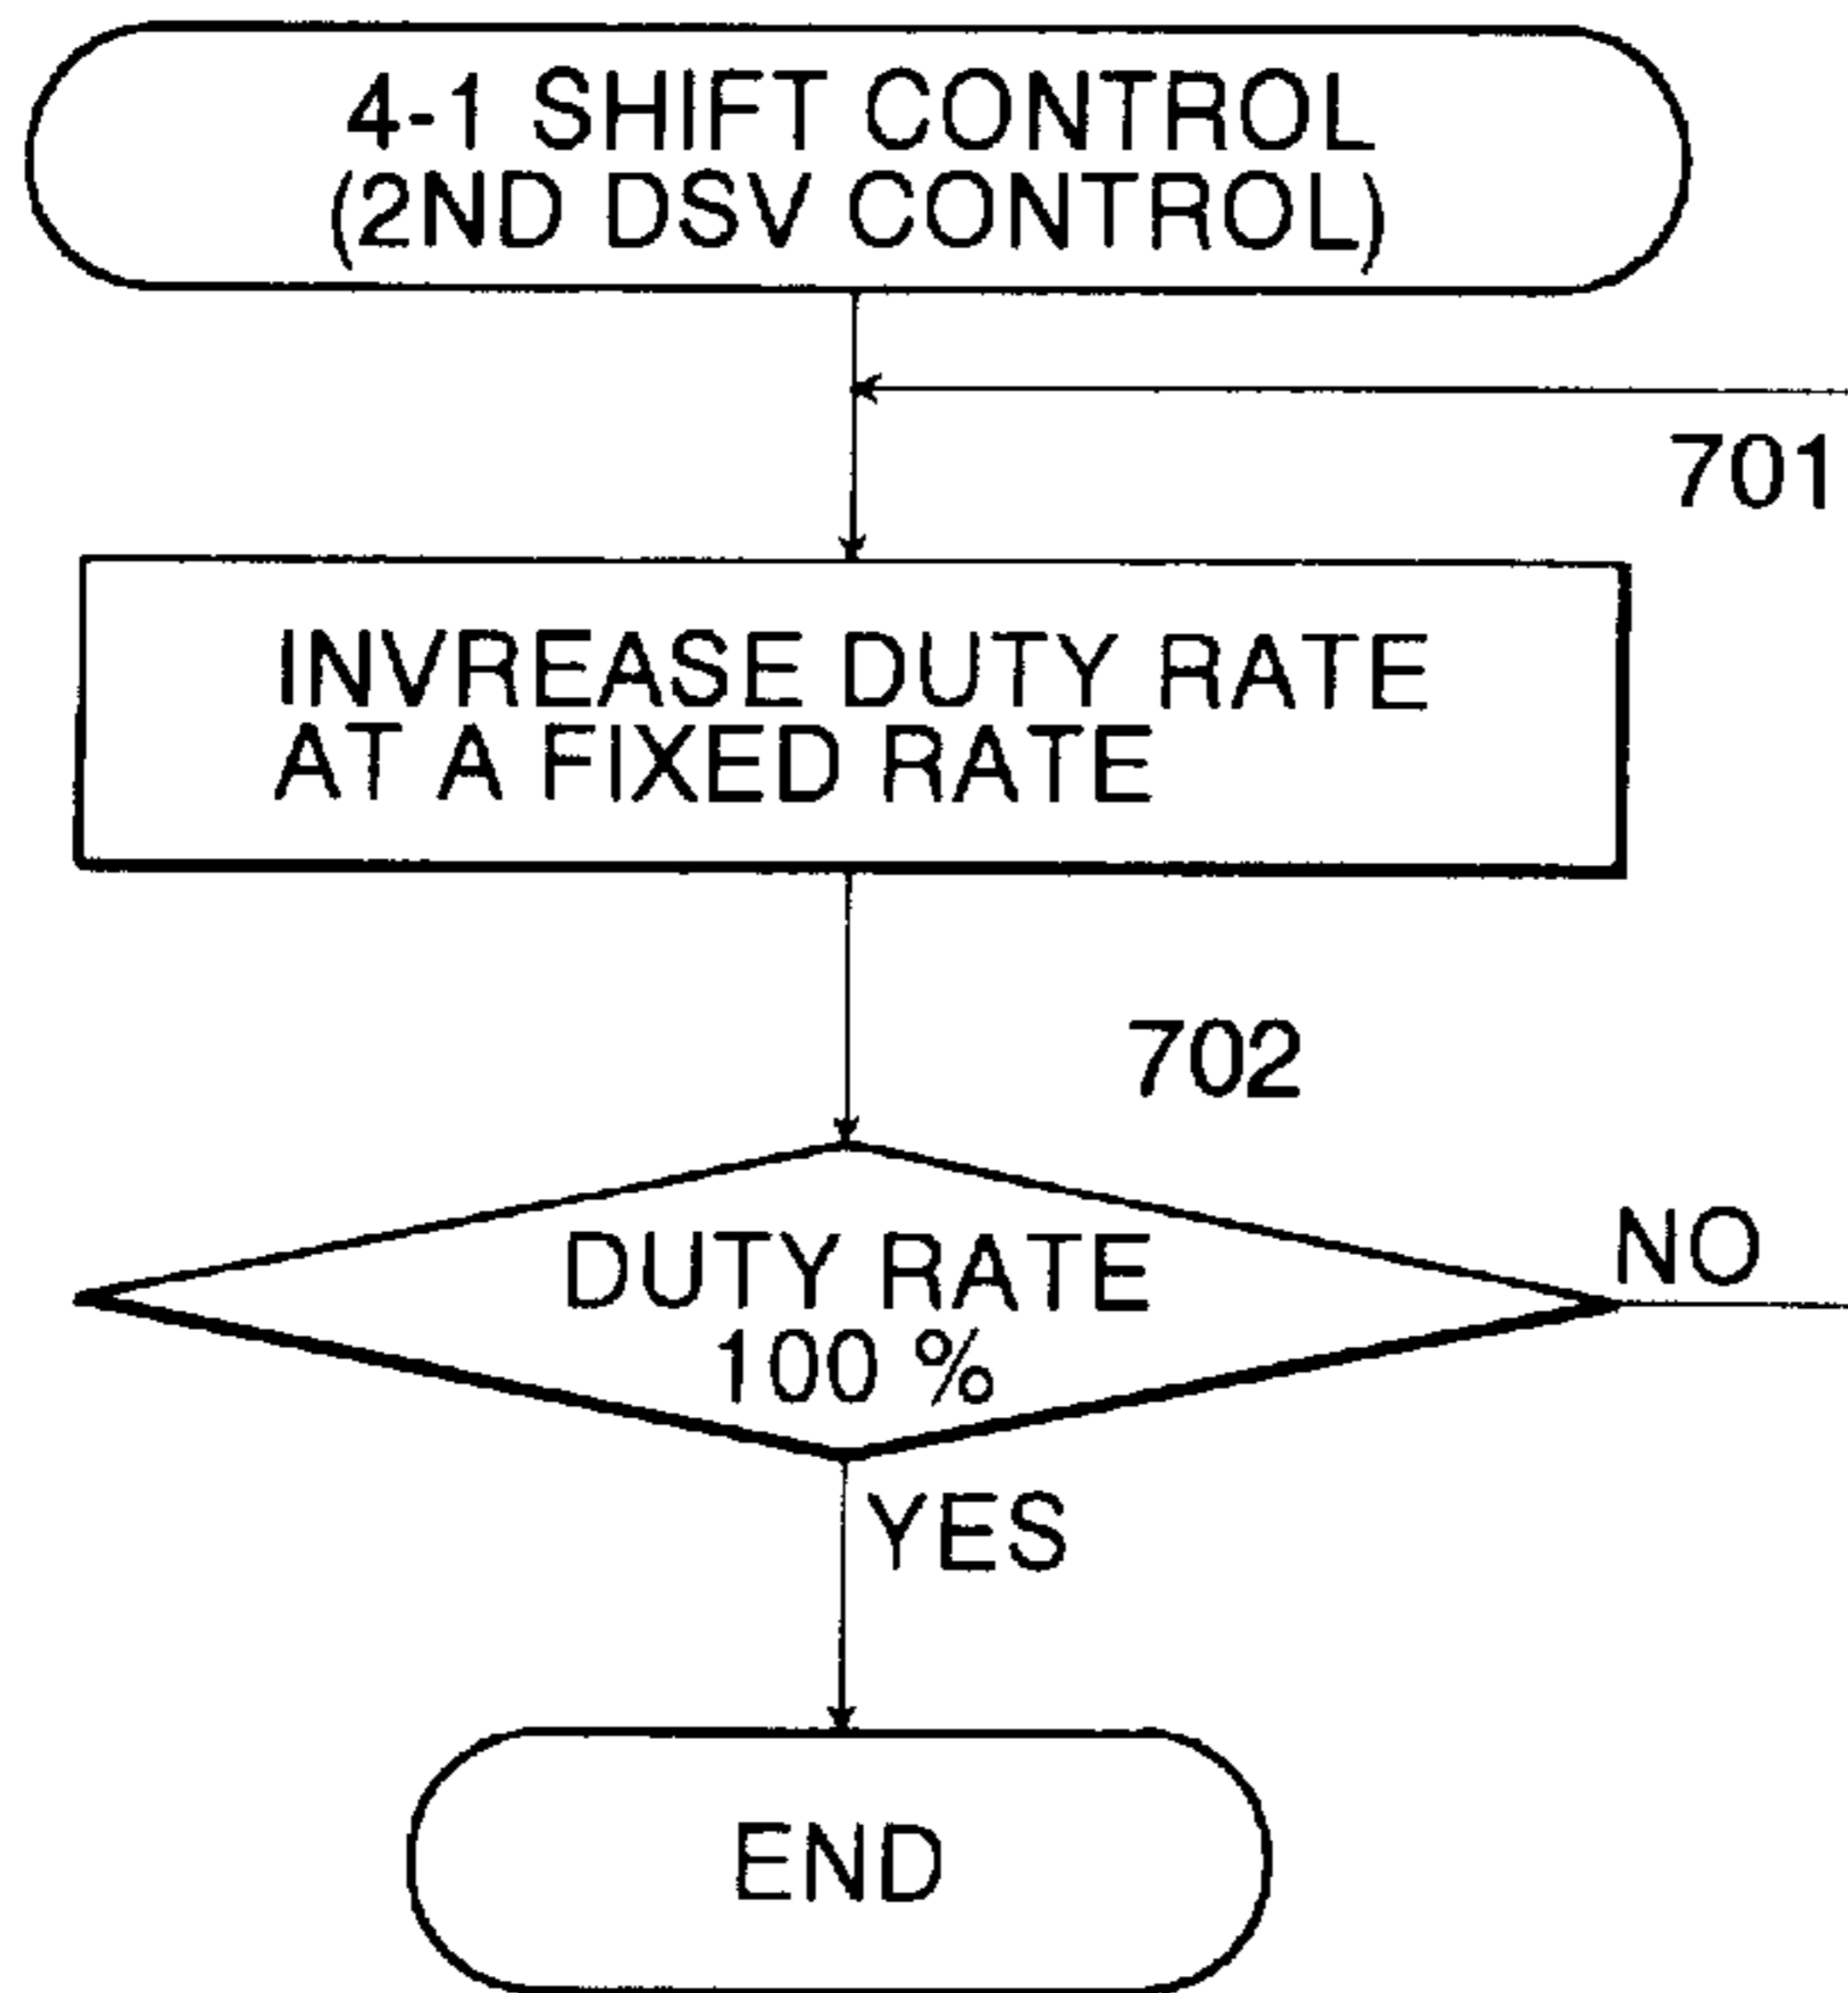 4-1 SHIFT CONTROL
(2ND DSV CONTROL)
701
INVREASE DUTY RATE
AT A FIXED RATE
702
DUTY RATE
100 %
NO
YES
END